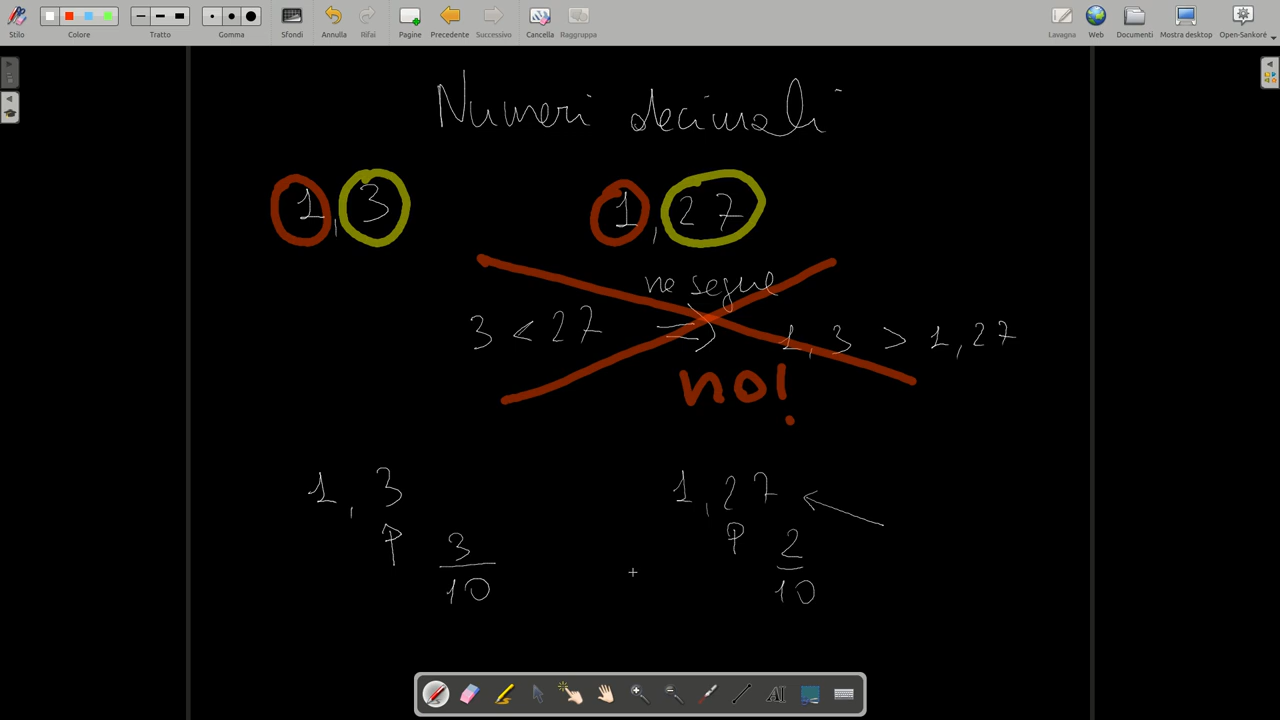 Stilo Colore Tratto Gomma Sfondi Annulla Rifai Pagine Precedente Successivo Cancella Raggruppa Lavagna Web Documenti Mostra desktop Open-Sankoré
Numeri decimali
1,3 1,27
ne segue
3 < 27 ⇒ 1,3 > 1,27
no!
1,3 1,27
3/10 2/10
AI